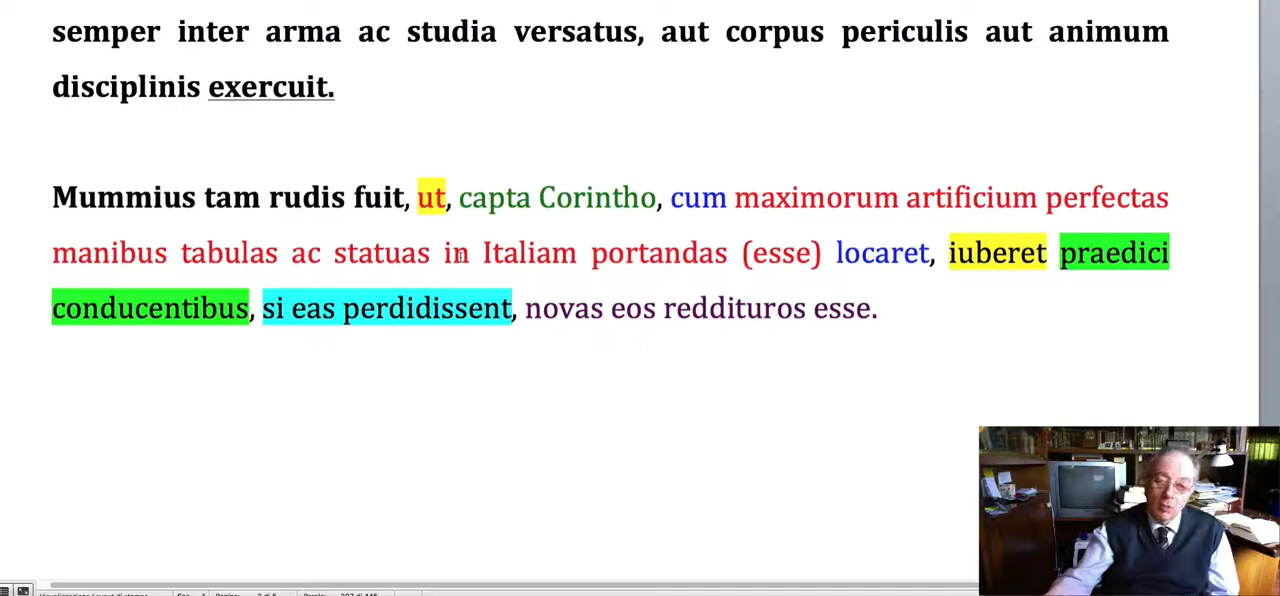 semper inter arma ac studia versatus, aut corpus periculis aut animum
disciplinis exercuit.
Mummius tam rudis fuit, ut, capta Corintho, cum maximorum artificium perfectas
manibus tabulas ac statuas in Italiam portandas (esse) locaret, iuberet praedici
conducentibus, si eas perdidissent, novas eos reddituros esse.